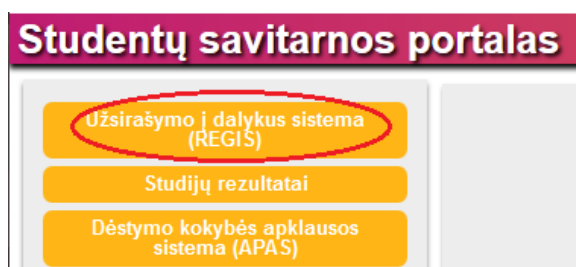 Studentų savitarnos portalas
Užsirašymo į dalykus sistema
(REGIS)
Studijų rezultatai
Dėstymo kokybės apklausos
sistema (APAS)